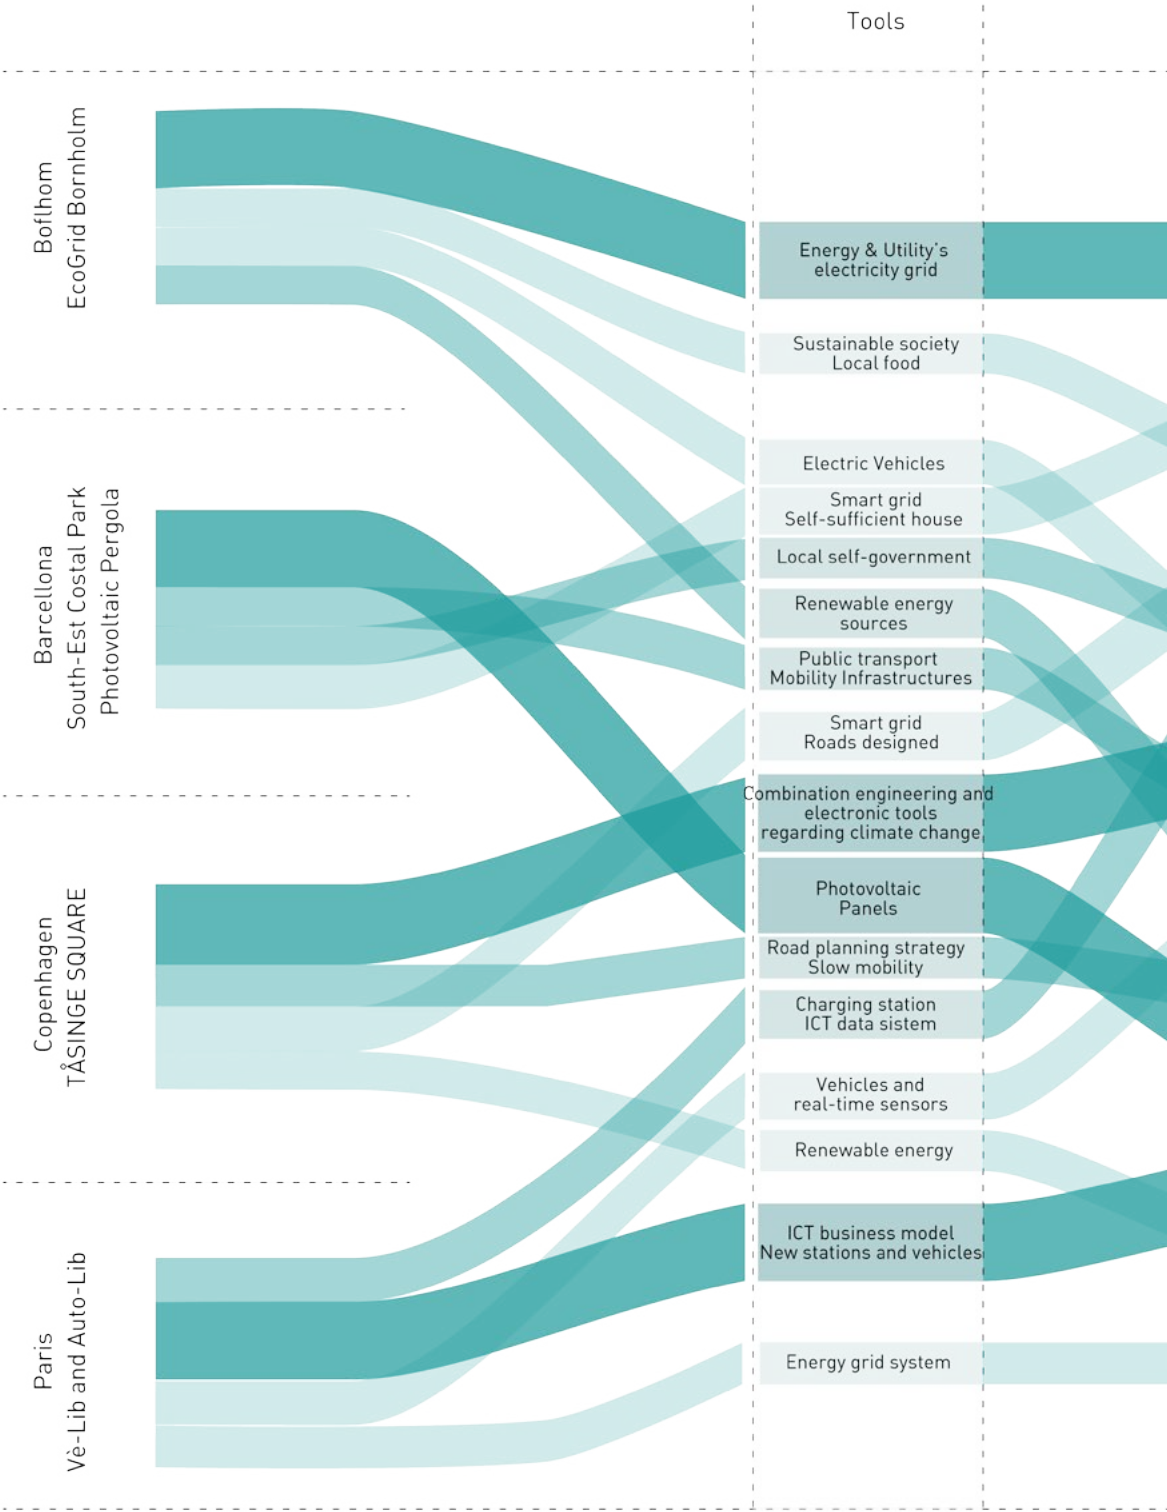 Tools
Boflhom
EcoGrid Bornholm
Barcellona
South-Est Costal Park
Photovoltaic Pergola
Copenhagen
TÅSINGE SQUARE
Paris
Vè-Lib and Auto-Lib
Energy & Utility's
electricity grid
Sustainable society
Local food
Electric Vehicles
Smart grid
Self-sufficient house
Local self-government
Renewable energy
sources
Public transport
Mobility Infrastructures
Smart grid
Roads designed
Combination engineering and
electronic tools
regarding climate change
Photovoltaic
Panels
Road planning strategy
Slow mobility
Charging station
ICT data sistem
Vehicles and
real-time sensors
Renewable energy
ICT business model
New stations and vehicles
Energy grid system